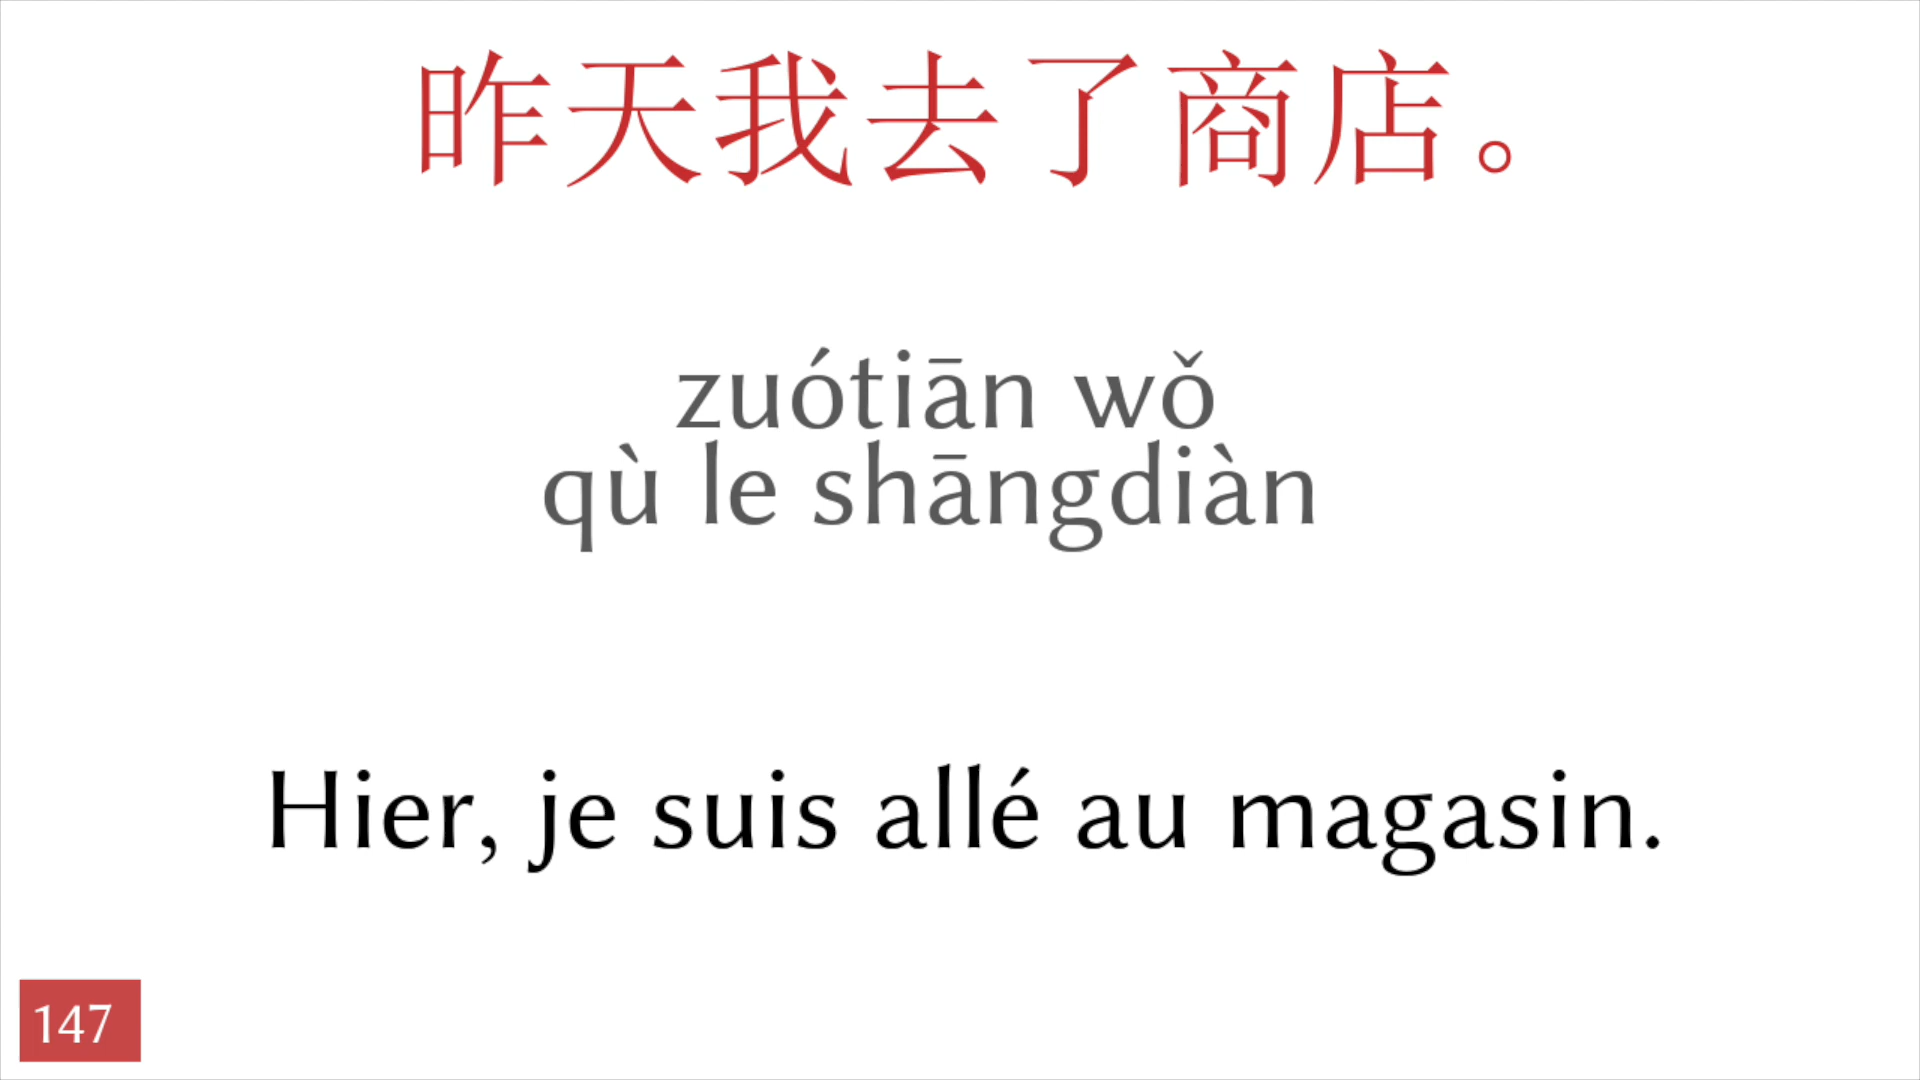 昨天我去了商店。
zuótiān wǒ
qù le shāngdiàn
Hier, je suis allé au magasin.
147